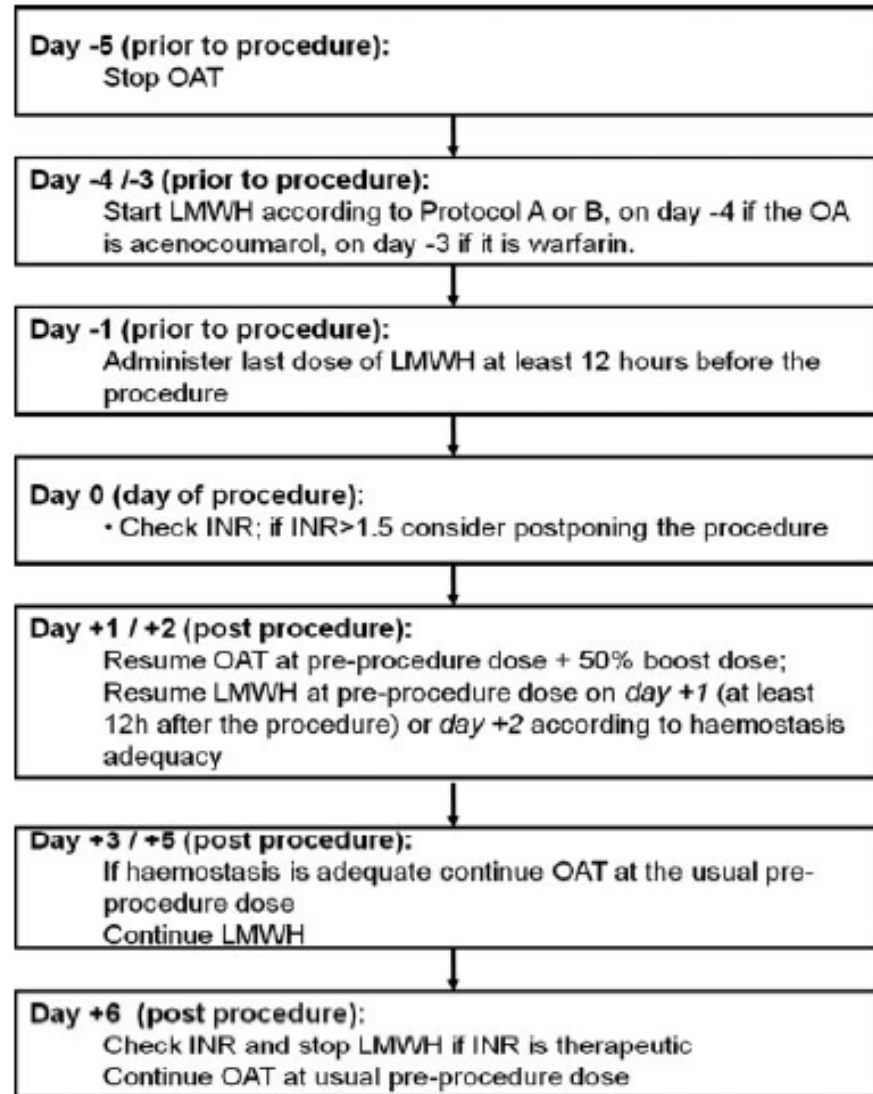 Day -5 (prior to procedure):
Stop OAT
Day -4 /-3 (prior to procedure):
Start LMWH according to Protocol A or B, on day -4 if the OA
is acenocoumarol, on day -3 if it is warfarin.
Day -1 (prior to procedure):
Administer last dose of LMWH at least 12 hours before the
procedure
Day 0 (day of procedure):
• Check INR; if INR>1.5 consider postponing the procedure
Day +1 / +2 (post procedure):
Resume OAT at pre-procedure dose + 50% boost dose;
Resume LMWH at pre-procedure dose on day +1 (at least
12h after the procedure) or day +2 according to haemostasis
adequacy
Day +3 / +5 (post procedure):
If haemostasis is adequate continue OAT at the usual pre-
procedure dose
Continue LMWH
Day +6 (post procedure):
Check INR and stop LMWH if INR is therapeutic
Continue OAT at usual pre-procedure dose